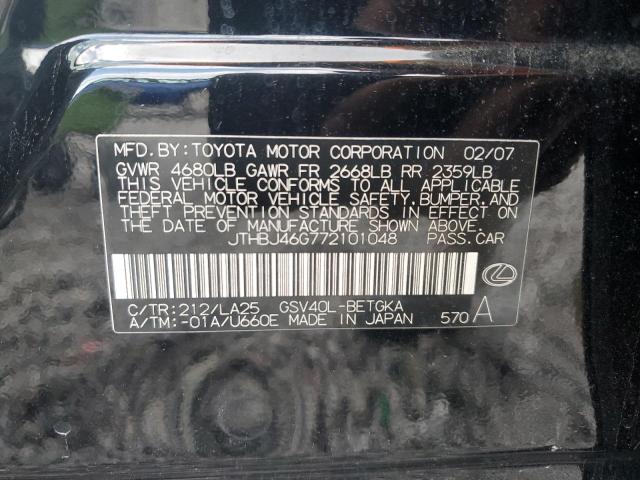 MFD.BY:TOYOTA MOTOR CORPORATION 02/07
GVWR 4680LB GAWR FR 2668LB RR 2359LB
THIS VEHICLE CONFORMS TO ALL APPLICABLE
FEDERAL MOTOR VEHICLE SAFETY,BUMPER,AND
THEFT PREVENTION STANDARDS IN EFFECT ON
THE DATE OF MANUFACTURE SHOWN ABOVE.
JTHBJ46G772101048 PASS.CAR
C/TR:212/LA25 GSV40L-BETGKA
A/TM:-01A/U660E MADE IN JAPAN 570 A